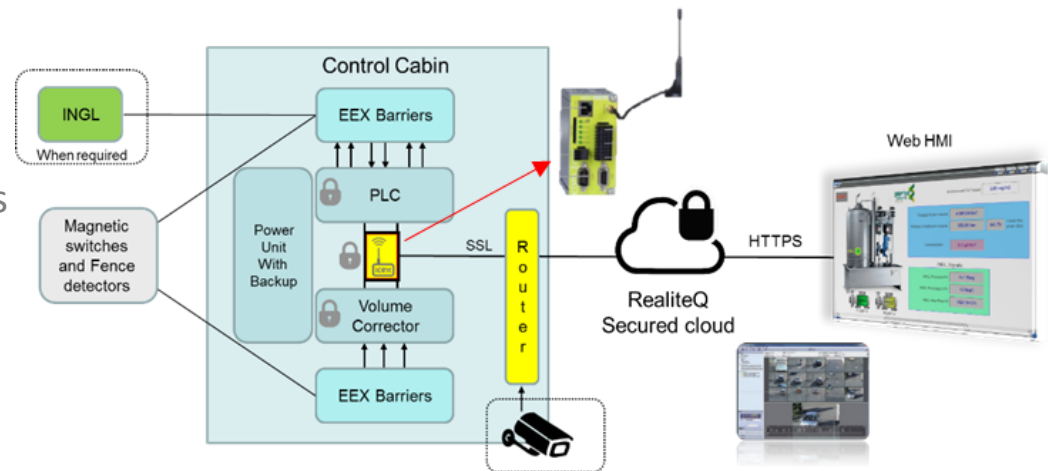 Control Cabin
INGL
When required
EEX Barriers
PLC
Magnetic
switches
and Fence
detectors
S
Power
Unit
With
Backup
Volume
Corrector
EEX Barriers
SSL
Router
RealiteQ
Secured cloud
HTTPS
Web HMI